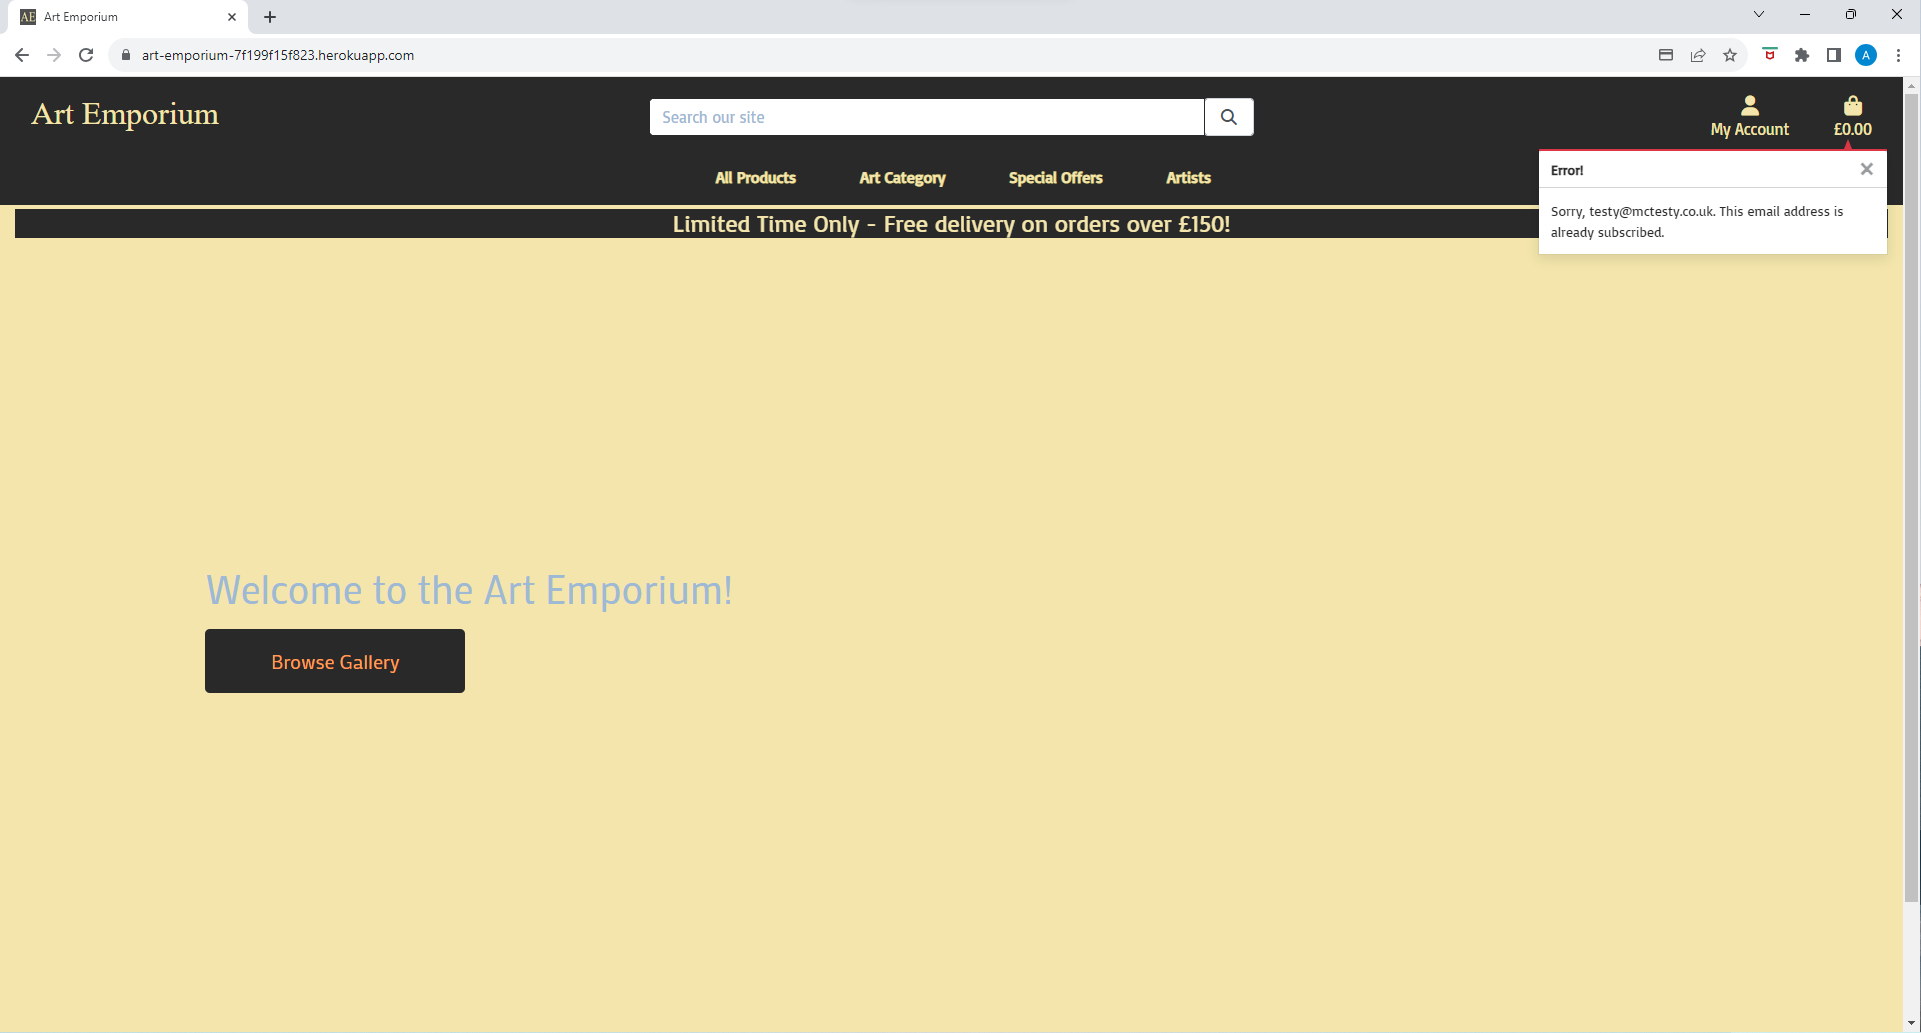 AE Art Emporium
art-emporium-7f199f15f823.herokuapp.com
A
Art Emporium
Search our site
My Account
£0.00
All Products
Art Category
Special Offers
Artists
Error!
Sorry, testy@mctesty.co.uk. This email address is
already subscribed.
Limited Time Only - Free delivery on orders over £150!
Welcome to the Art Emporium!
Browse Gallery